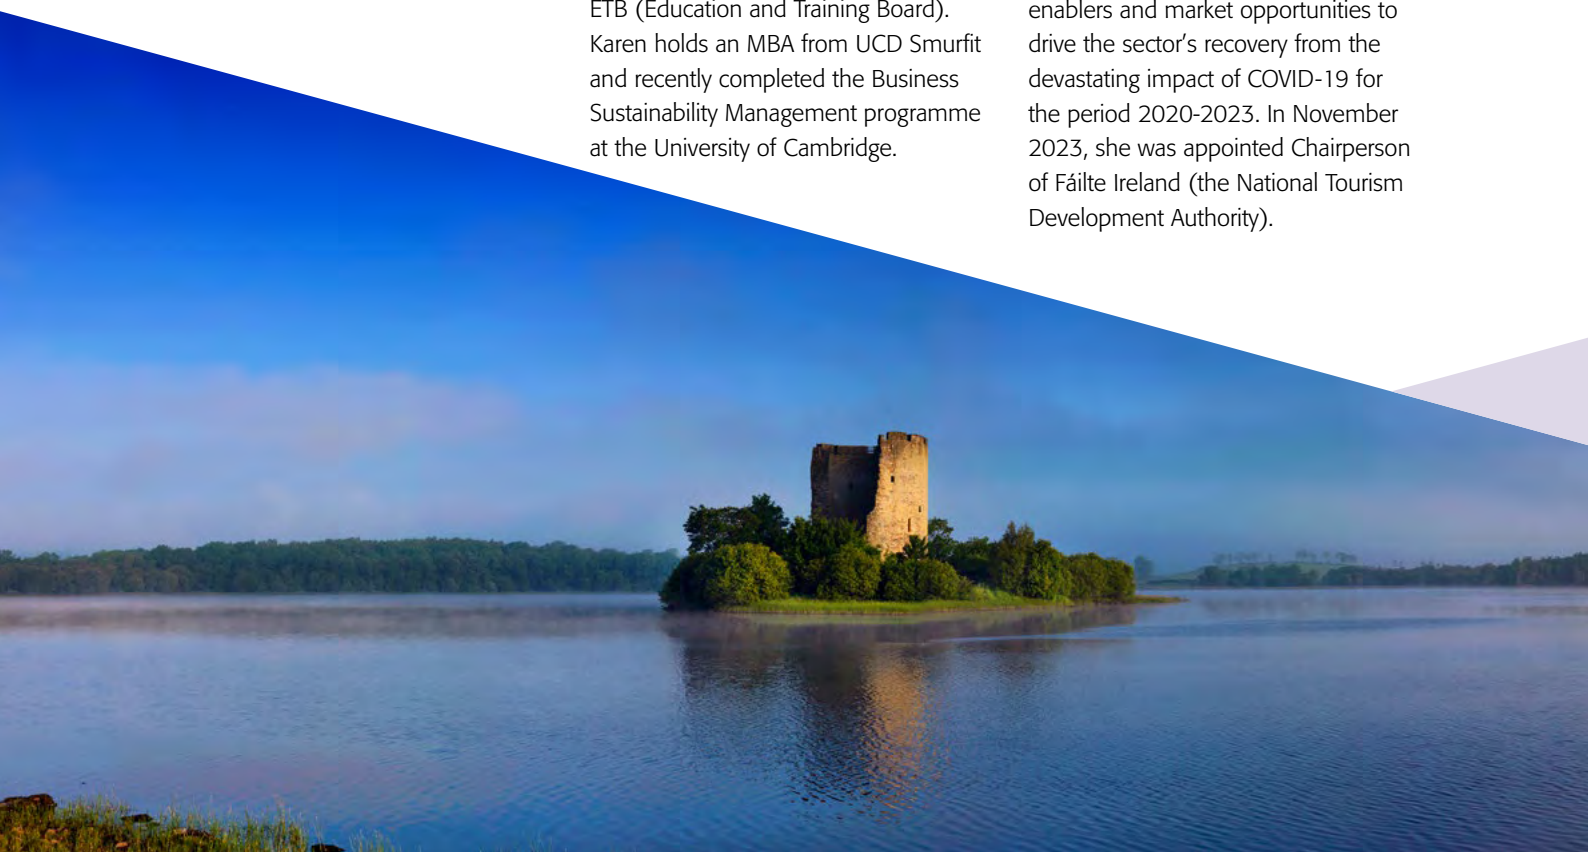 ETB (Education and Training Board).
Karen holds an MBA from UCD Smurfit
and recently completed the Business
Sustainability Management programme
at the University of Cambridge.
enablers and market opportunities to
drive the sector's recovery from the
devastating impact of COVID-19 for
the period 2020-2023. In November
2023, she was appointed Chairperson
of Fáilte Ireland (the National Tourism
Development Authority).